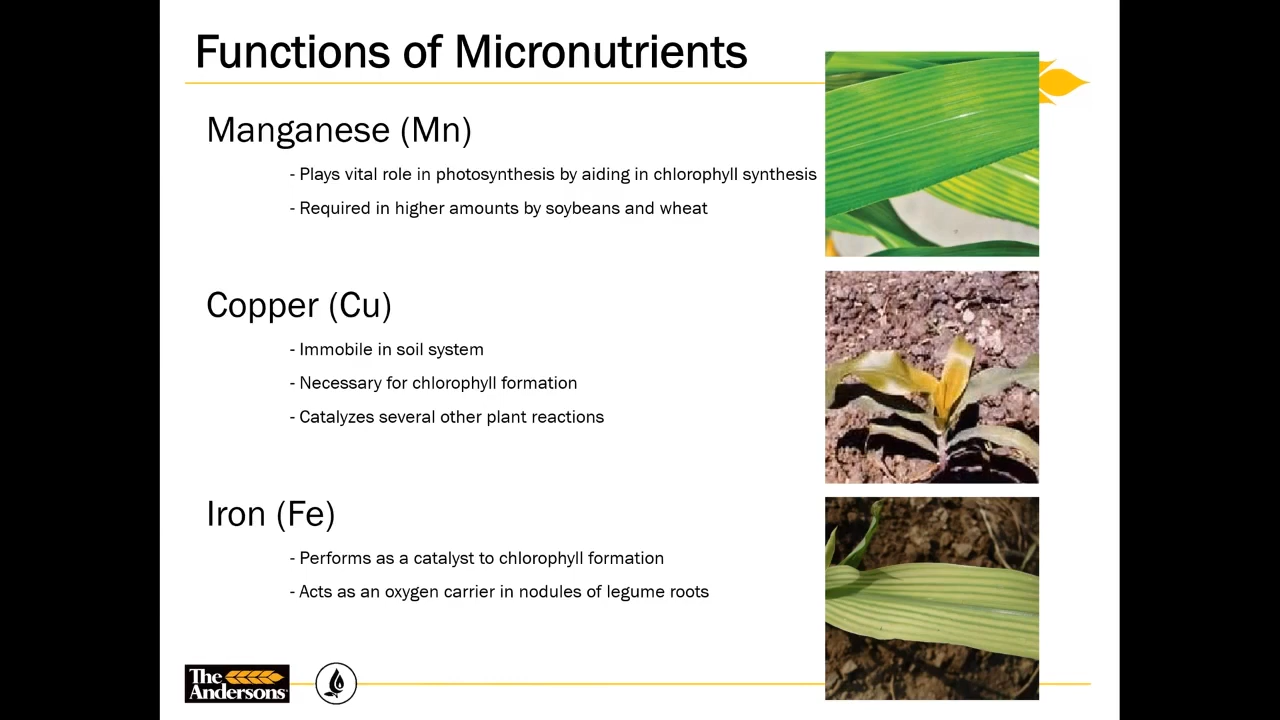 Functions of Micronutrients
Manganese (Mn)
- Plays vital role in photosynthesis by aiding in chlorophyll synthesis
- Required in higher amounts by soybeans and wheat
Copper (Cu)
- Immobile in soil system
- Necessary for chlorophyll formation
- Catalyzes several other plant reactions
Iron (Fe)
- Performs as a catalyst to chlorophyll formation
- Acts as an oxygen carrier in nodules of legume roots
The
Andersons